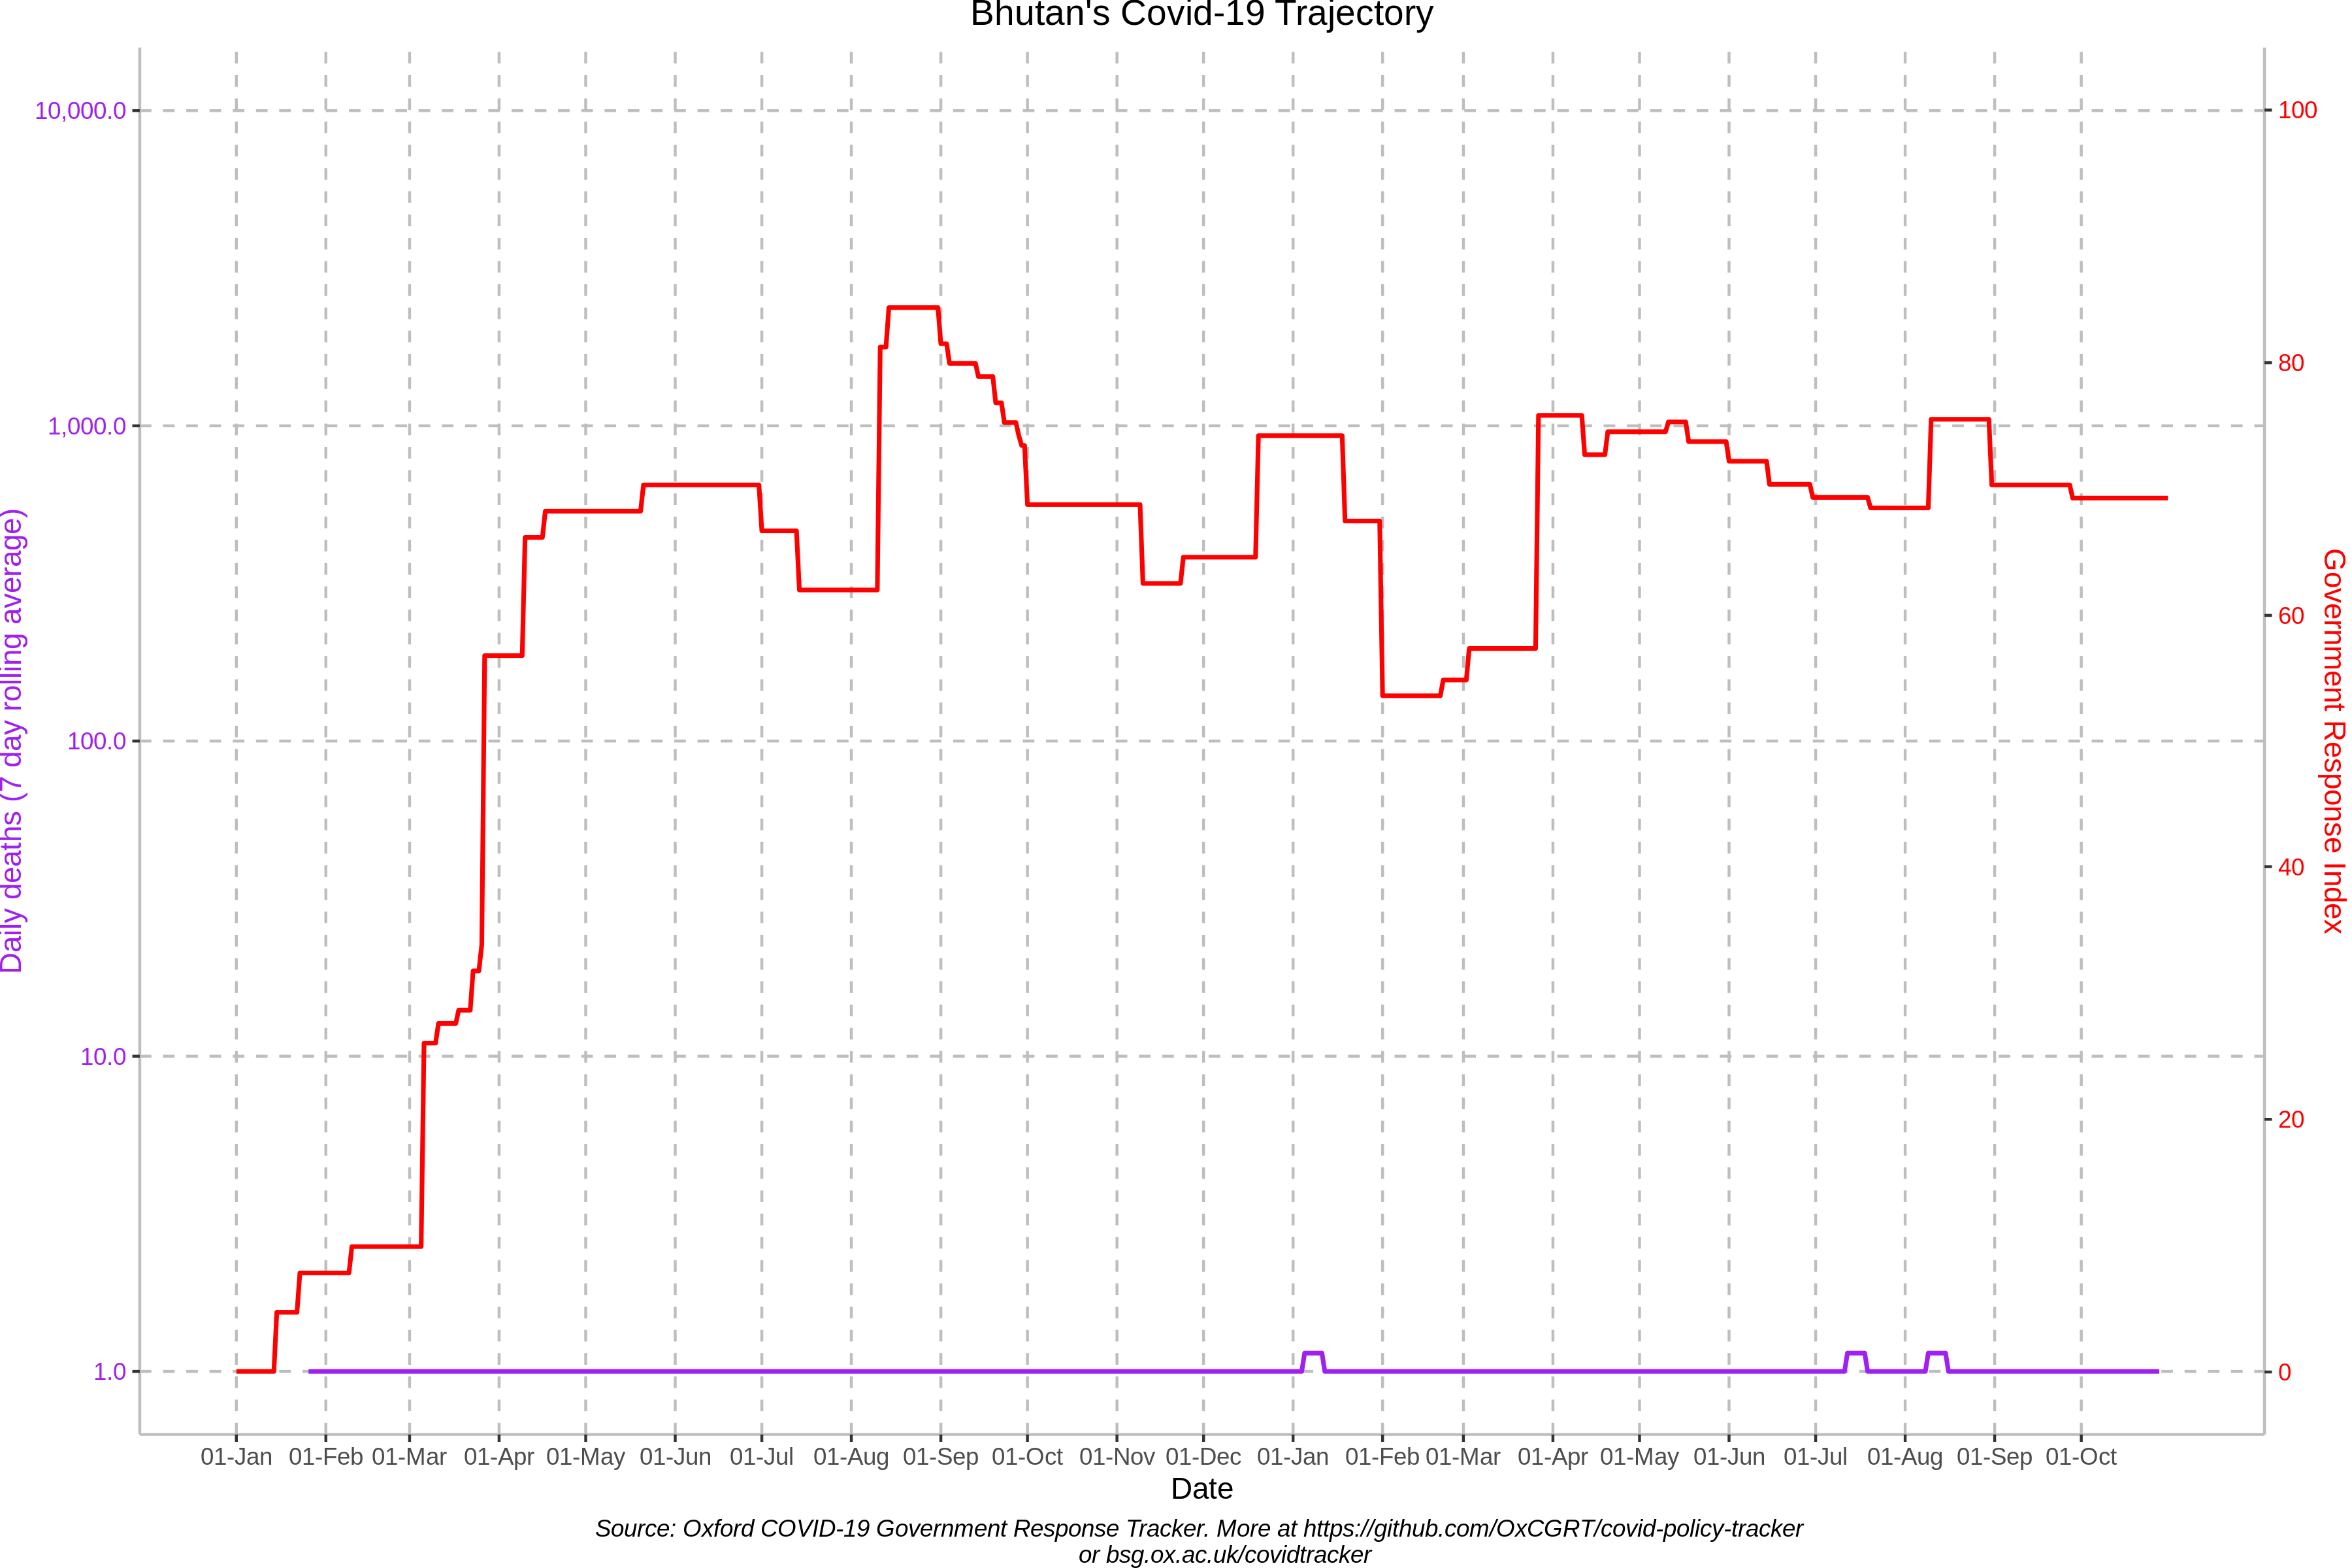 Bhutan's Covid-19 Trajectory
10,000.0
1,000.0
100.0
10.0
1.0
Daily deaths (7 day rolling average)
100
80
60
40
20
0
Government Response Index
01-Jan 01-Feb 01-Mar 01-Apr 01-May 01-Jun 01-Jul 01-Aug 01-Sep 01-Oct 01-Nov 01-Dec 01-Jan 01-Feb 01-Mar 01-Apr 01-May 01-Jun 01-Jul 01-Aug 01-Sep 01-Oct
Date
Source: Oxford COVID-19 Government Response Tracker. More at https://github.com/OxCGRT/covid-policy-tracker
or bsg.ox.ac.uk/covidtracker